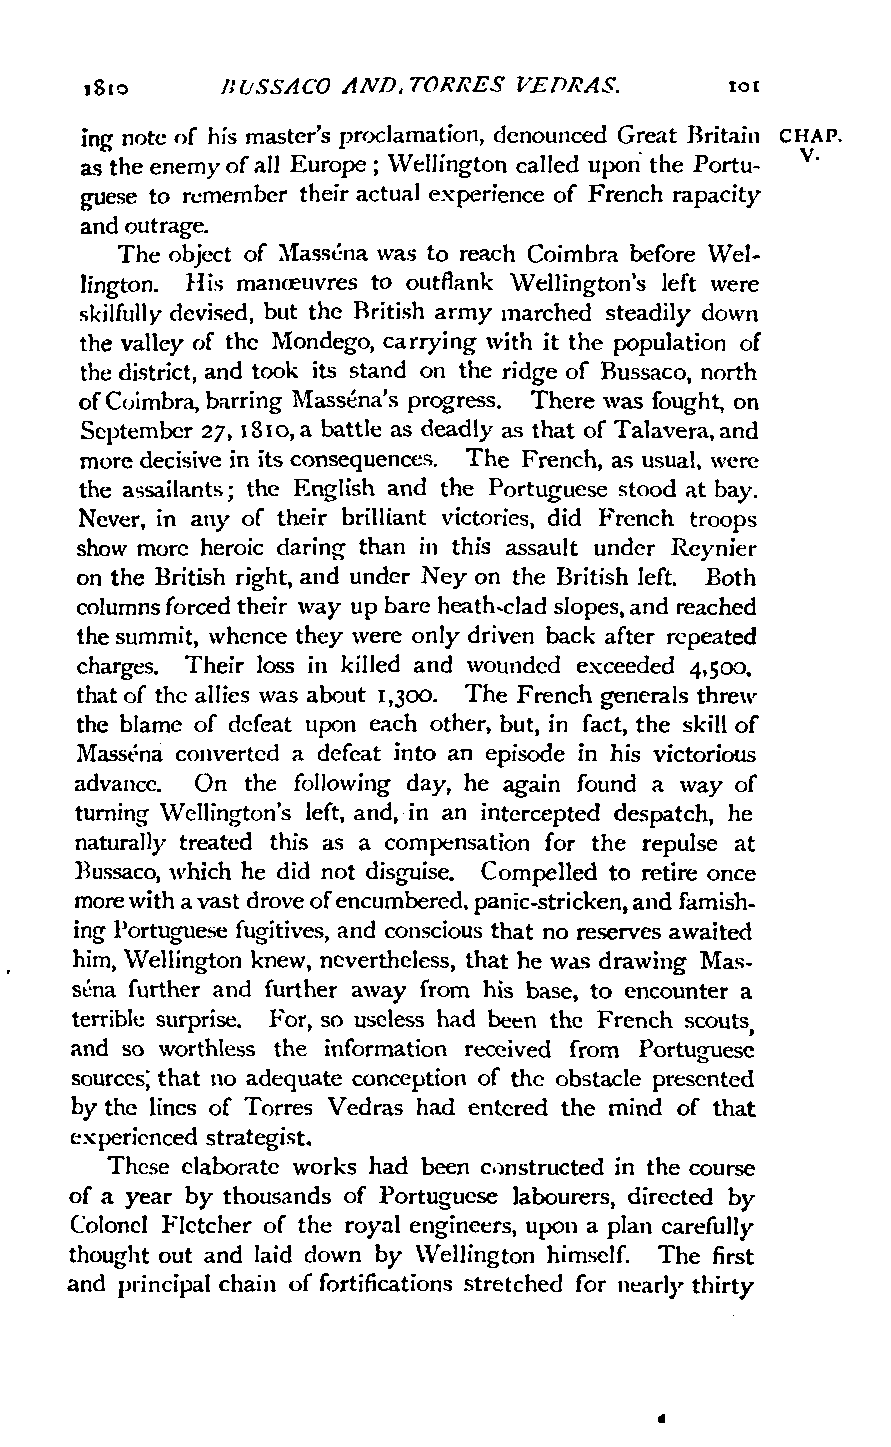 1810 BUSSACO AND TORRES VEDRAS. 101
ing note of his master's proclamation, denounced Great Britain CHAP.
as the enemy of all Europe ; Wellington called upon the Portu- V.
guese to remember their actual experience of French rapacity
and outrage.
The object of Masséna was to reach Coimbra before Wel-
lington. His manœuvres to outflank Wellington's left were
skilfully devised, but the British army marched steadily down
the valley of the Mondego, carrying with it the population of
the district, and took its stand on the ridge of Bussaco, north
of Coimbra, barring Masséna's progress. There was fought, on
September 27, 1810, a battle as deadly as that of Talavera, and
more decisive in its consequences. The French, as usual, were
the assailants ; the English and the Portuguese stood at bay.
Never, in any of their brilliant victories, did French troops
show more heroic daring than in this assault under Reynier
on the British right, and under Ney on the British left. Both
columns forced their way up bare heath-clad slopes, and reached
the summit, whence they were only driven back after repeated
charges. Their loss in killed and wounded exceeded 4,500,
that of the allies was about 1,300. The French generals threw
the blame of defeat upon each other, but, in fact, the skill of
Masséna converted a defeat into an episode in his victorious
advance. On the following day, he again found a way of
turning Wellington's left, and, in an intercepted despatch, he
naturally treated this as a compensation for the repulse at
Bussaco, which he did not disguise. Compelled to retire once
more with a vast drove of encumbered, panic-stricken, and famish-
ing Portuguese fugitives, and conscious that no reserves awaited
him, Wellington knew, nevertheless, that he was drawing Mas-
séna further and further away from his base, to encounter a
terrible surprise. For, so useless had been the French scouts,
and so worthless the information received from Portuguese
sources, that no adequate conception of the obstacle presented
by the lines of Torres Vedras had entered the mind of that
experienced strategist.
These elaborate works had been constructed in the course
of a year by thousands of Portuguese labourers, directed by
Colonel Fletcher of the royal engineers, upon a plan carefully
thought out and laid down by Wellington himself. The first
and principal chain of fortifications stretched for nearly thirty